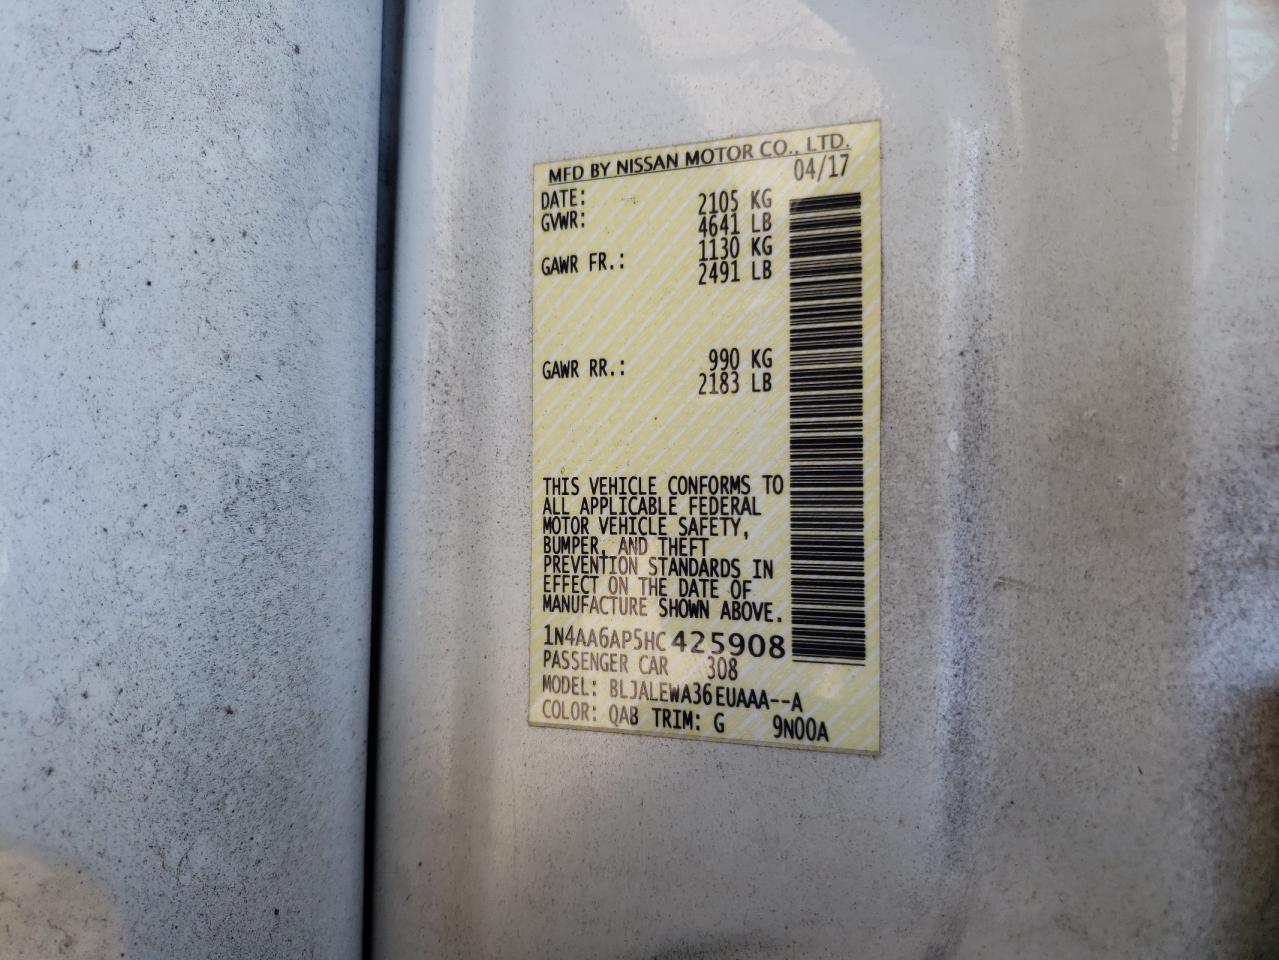 MFD BY NISSAN MOTOR CO., LTD.
DATE: 04/17
GVWR: 2105 KG
4641 LB
GAWR FR.: 1130 KG
2491 LB
GAWR RR.: 990 KG
2183 LB
THIS VEHICLE CONFORMS TO
ALL APPLICABLE FEDERAL
MOTOR VEHICLE SAFETY,
BUMPER, AND THEFT
PREVENTION STANDARDS IN
EFFECT ON THE DATE OF
MANUFACTURE SHOWN ABOVE.
1N4AA6AP5HC425908
PASSENGER CAR 308
MODEL: BLJALEWA36EUAAA--A
COLOR: QAB TRIM: G 9N00A